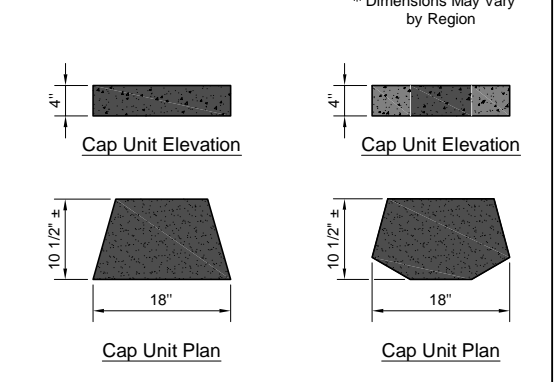 * Dimensions May Vary
by Region
4"
Cap Unit Elevation
4"
Cap Unit Elevation
10 1/2" ±
18"
Cap Unit Plan
10 1/2" ±
18"
Cap Unit Plan